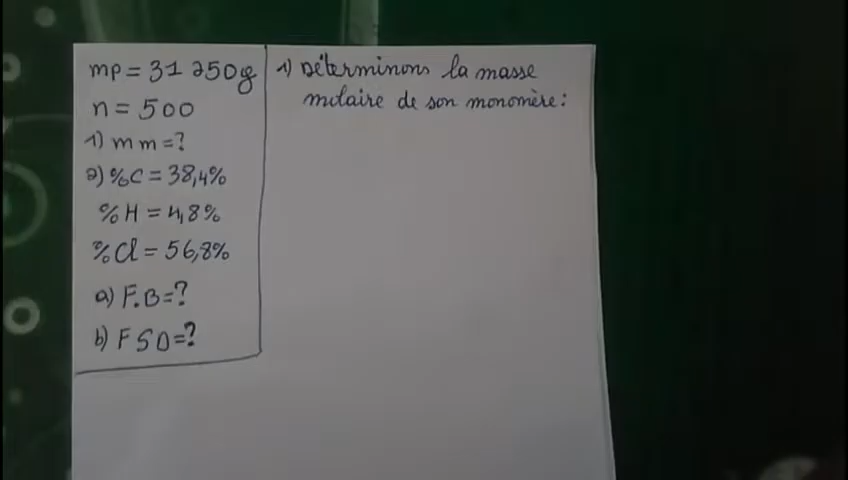 mp = 31 250g
n = 500
1) mm = ?
2) %C = 38,4%
%H = 4,8%
%Cl = 56,8%
a) F.B = ?
b) F S D = ?
1) Déterminons la masse
molaire de son monomère :